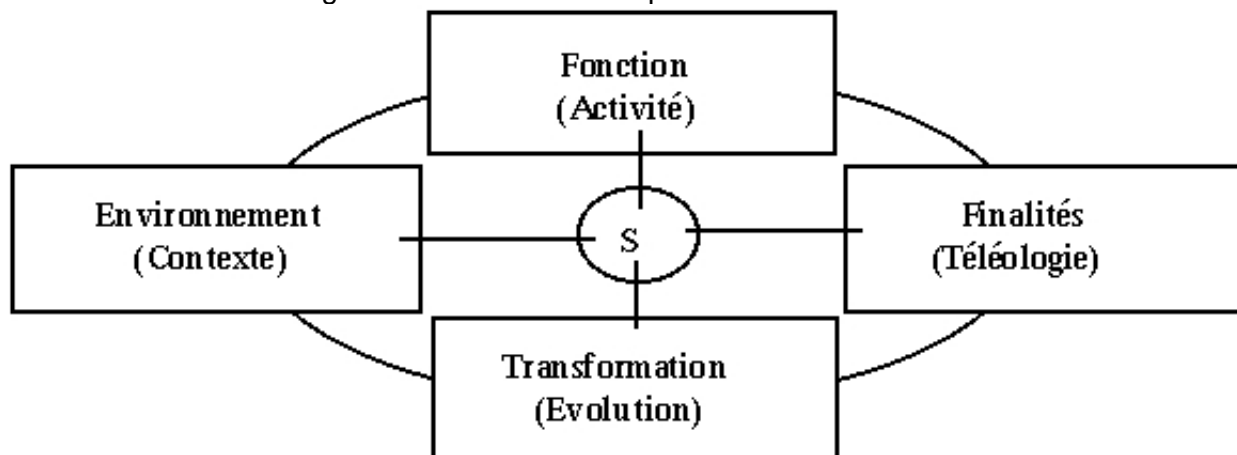 Fonction
(Activité)
Environnement
(Contexte)
S
Finalités
(Téléologie)
Transformation
(Evolution)